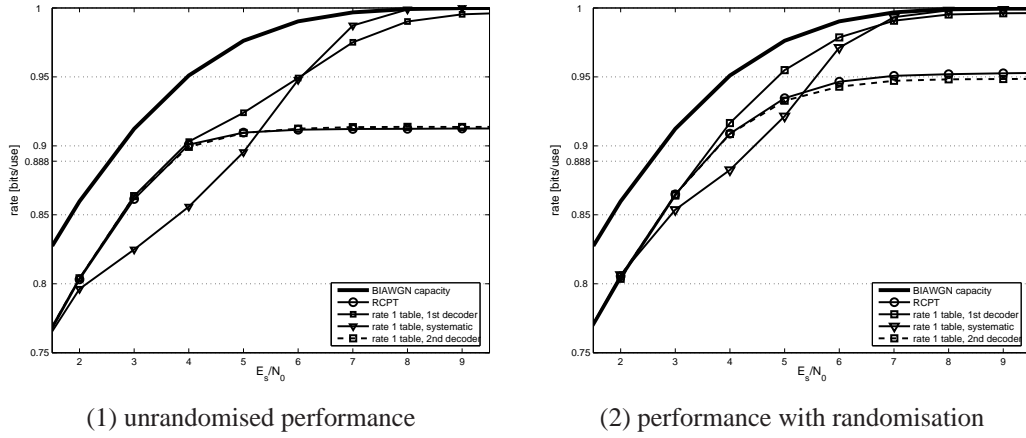 1
0.95
0.9
0.888
0.85
0.8
0.75
rate [bits/use]
2 3 4 5 6 7 8 9
E_s/N_0
BIAWGN capacity
RCPT
rate 1 table, 1st decoder
rate 1 table, systematic
rate 1 table, 2nd decoder
(1) unrandomised performance
1
0.95
0.9
0.888
0.85
0.8
0.75
rate [bits/use]
2 3 4 5 6 7 8 9
E_s/N_0
BIAWGN capacity
RCPT
rate 1 table, 1st decoder
rate 1 table, systematic
rate 1 table, 2nd decoder
(2) performance with randomisation